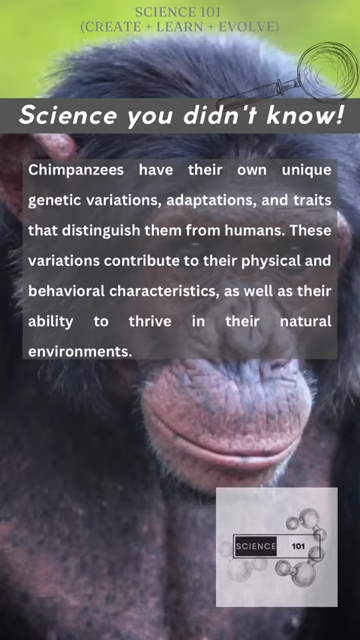 SCIENCE 101
(CREATE + LEARN + EVOLVE)
Science you didn't know!
Chimpanzees have their own unique
genetic variations, adaptations, and traits
that distinguish them from humans. These
variations contribute to their physical and
behavioral characteristics, as well as their
ability to thrive in their natural
environments.
SCIENCE 101